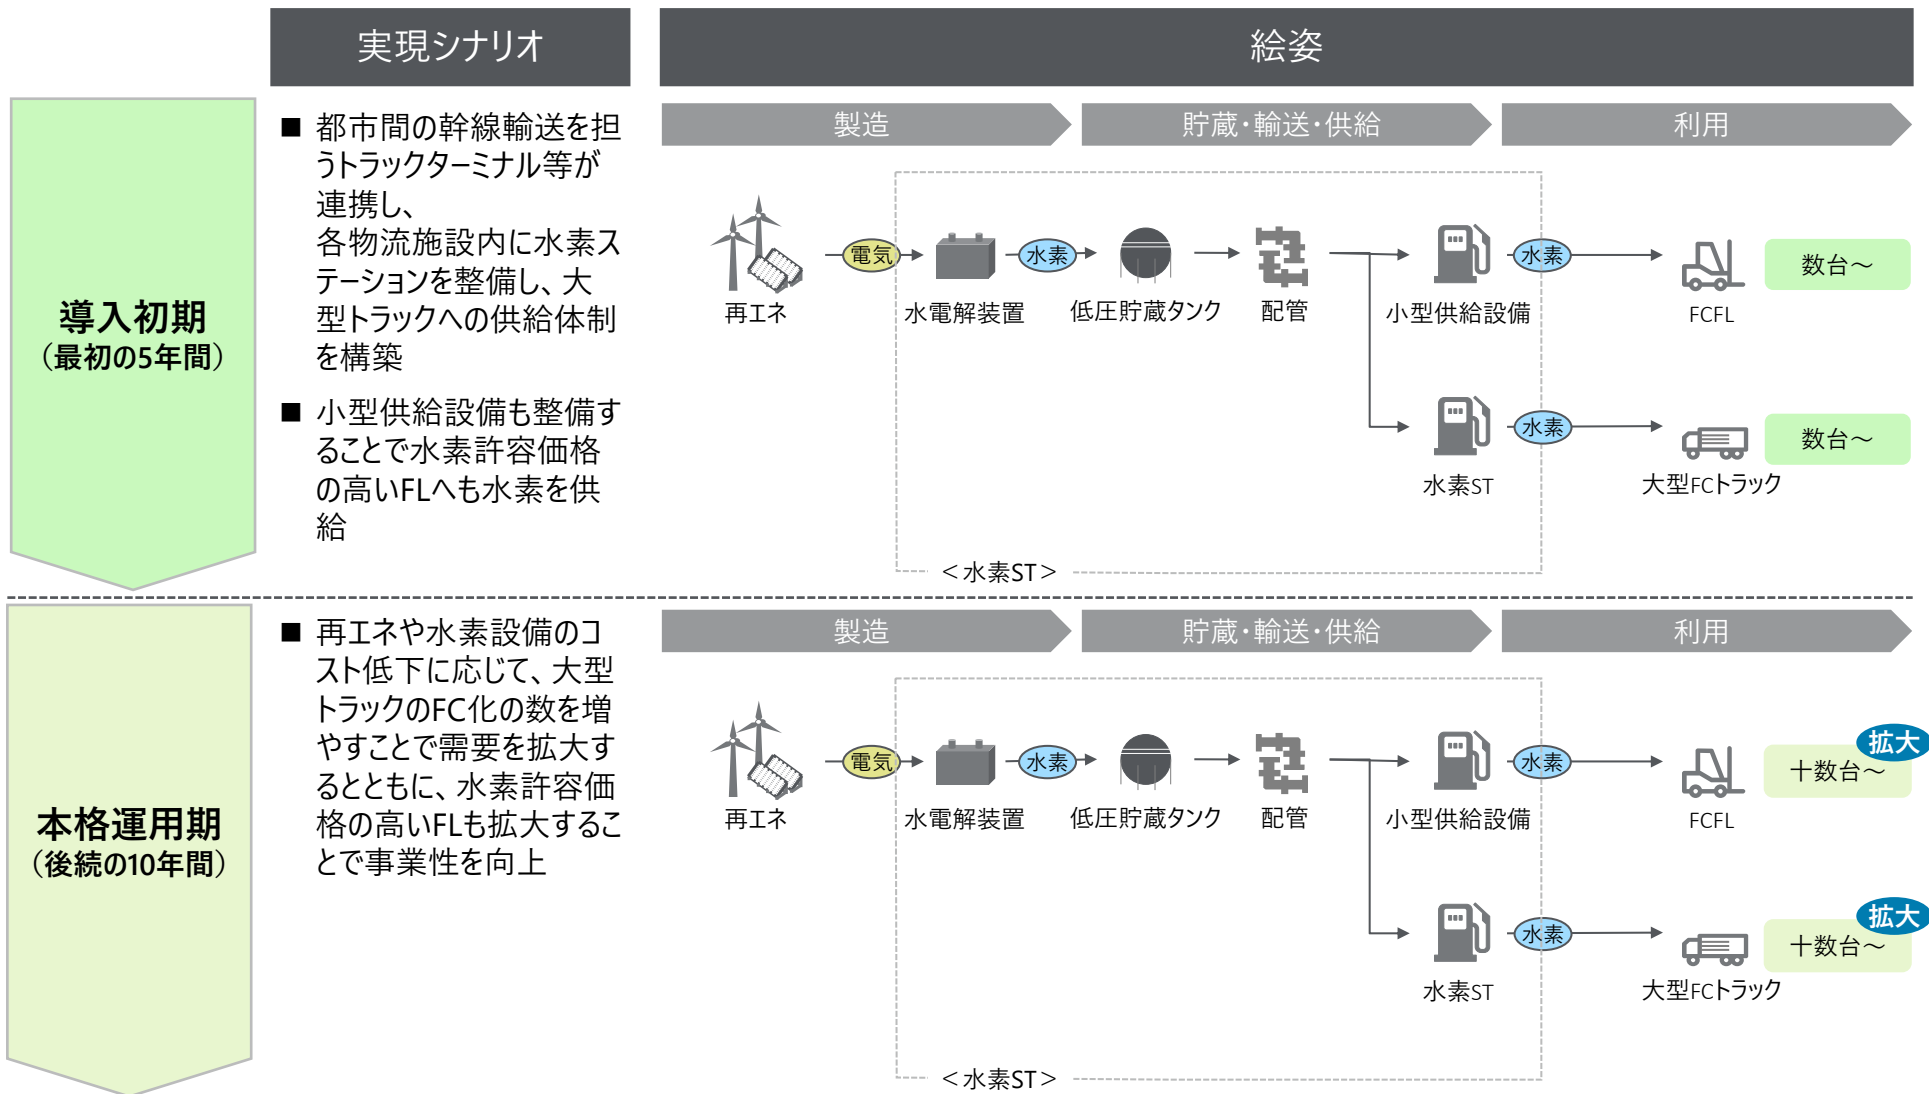 実現シナリオ
絵姿
導入初期
（最初の5年間）
■ 都市間の幹線輸送を担
うトラックターミナル等が
連携し、
各物流施設内に水素ス
テーションを整備し、大
型トラックへの供給体制
を構築
■ 小型供給設備も整備す
ることで水素許容価格
の高いFLへも水素を供
給
製造
貯蔵・輸送・供給
利用
電気
水素
水素
数台～
再エネ
水電解装置
低圧貯蔵タンク
配管
小型供給設備
FCFL
水素
数台～
水素ST
大型FCトラック
＜水素ST＞
本格運用期
（後続の10年間）
■ 再エネや水素設備のコ
スト低下に応じて、大型
トラックのFC化の数を増
やすことで需要を拡大す
るとともに、水素許容価
格の高いFLも拡大するこ
とで事業性を向上
製造
貯蔵・輸送・供給
利用
拡大
電気
水素
水素
十数台～
再エネ
水電解装置
低圧貯蔵タンク
配管
小型供給設備
FCFL
拡大
水素
十数台～
水素ST
大型FCトラック
＜水素ST＞